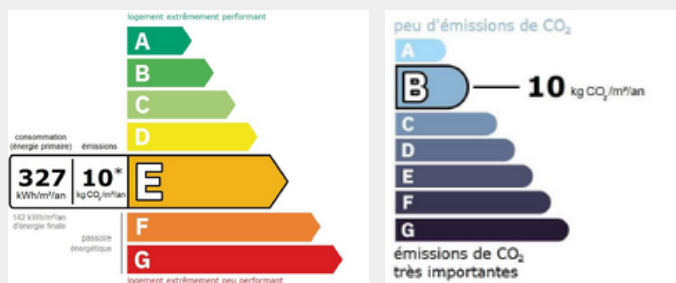 logement extrêmement performant
A
B
C
D
consommation
(énergie primaire)
émissions
327
kWh/m²/an
10*
kg CO₂/m²/an
E
142 kWh/m²/an
d'énergie finale
passoire
énergétique
F
G
logement extrêmement peu performant
peu d'émissions de CO₂
A
B
10 kg CO₂/m²/an
C
D
E
F
G
émissions de CO₂
très importantes